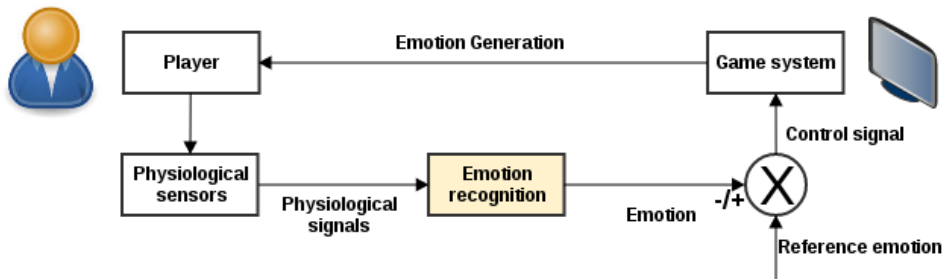 Emotion Generation
Player
Game system
Control signal
Physiological
sensors
Physiological
signals
Emotion
recognition
Emotion
-/+
X
Reference emotion